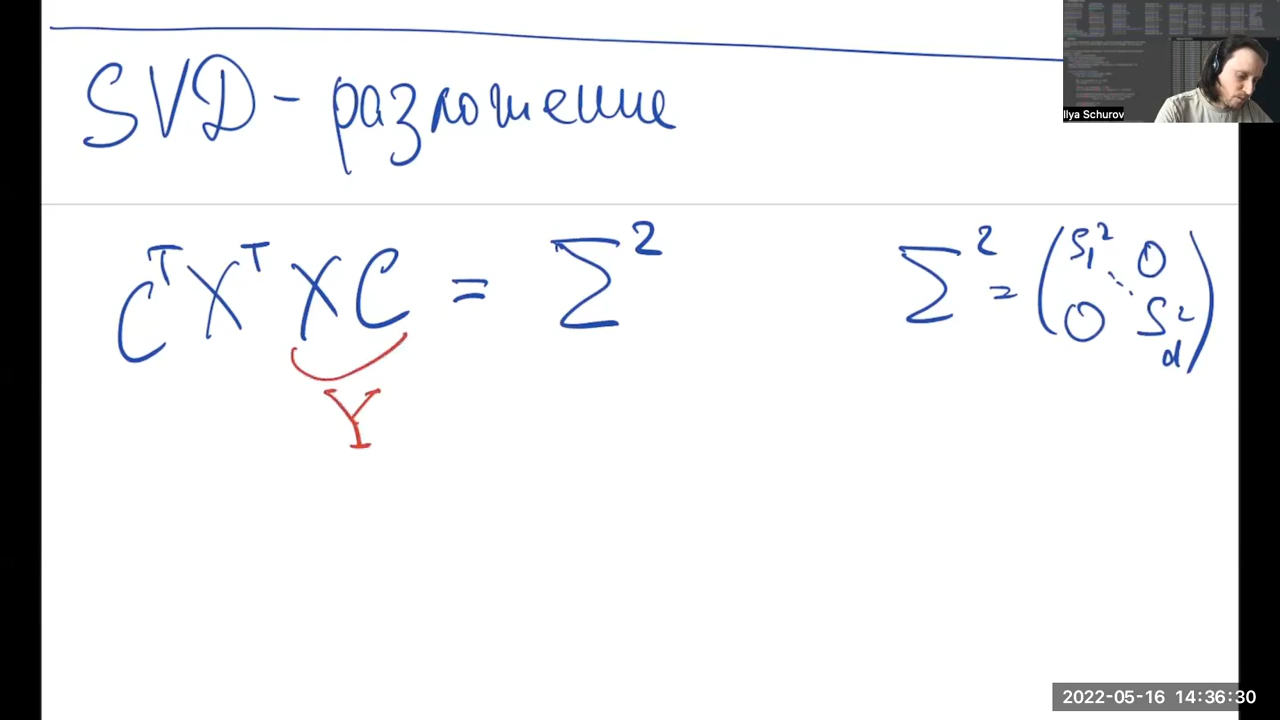 SVD - разложение
Ilya Schurov
CᵀXᵀXC = Σ²
Σ² = (S₁² 0
0 S_d²)
Y
2022-05-16 14:36:30